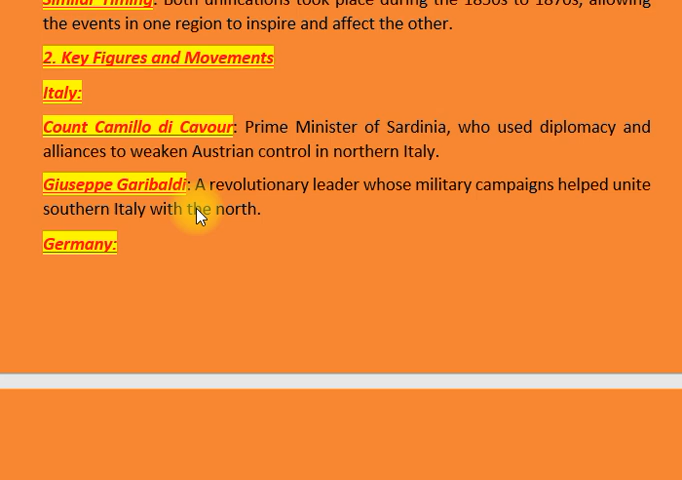 Similar Timing: Both unifications took place during the 1850s to 1870s, allowing
the events in one region to inspire and affect the other.
2. Key Figures and Movements
Italy:
Count Camillo di Cavour: Prime Minister of Sardinia, who used diplomacy and
alliances to weaken Austrian control in northern Italy.
Giuseppe Garibaldi: A revolutionary leader whose military campaigns helped unite
southern Italy with the north.
Germany: